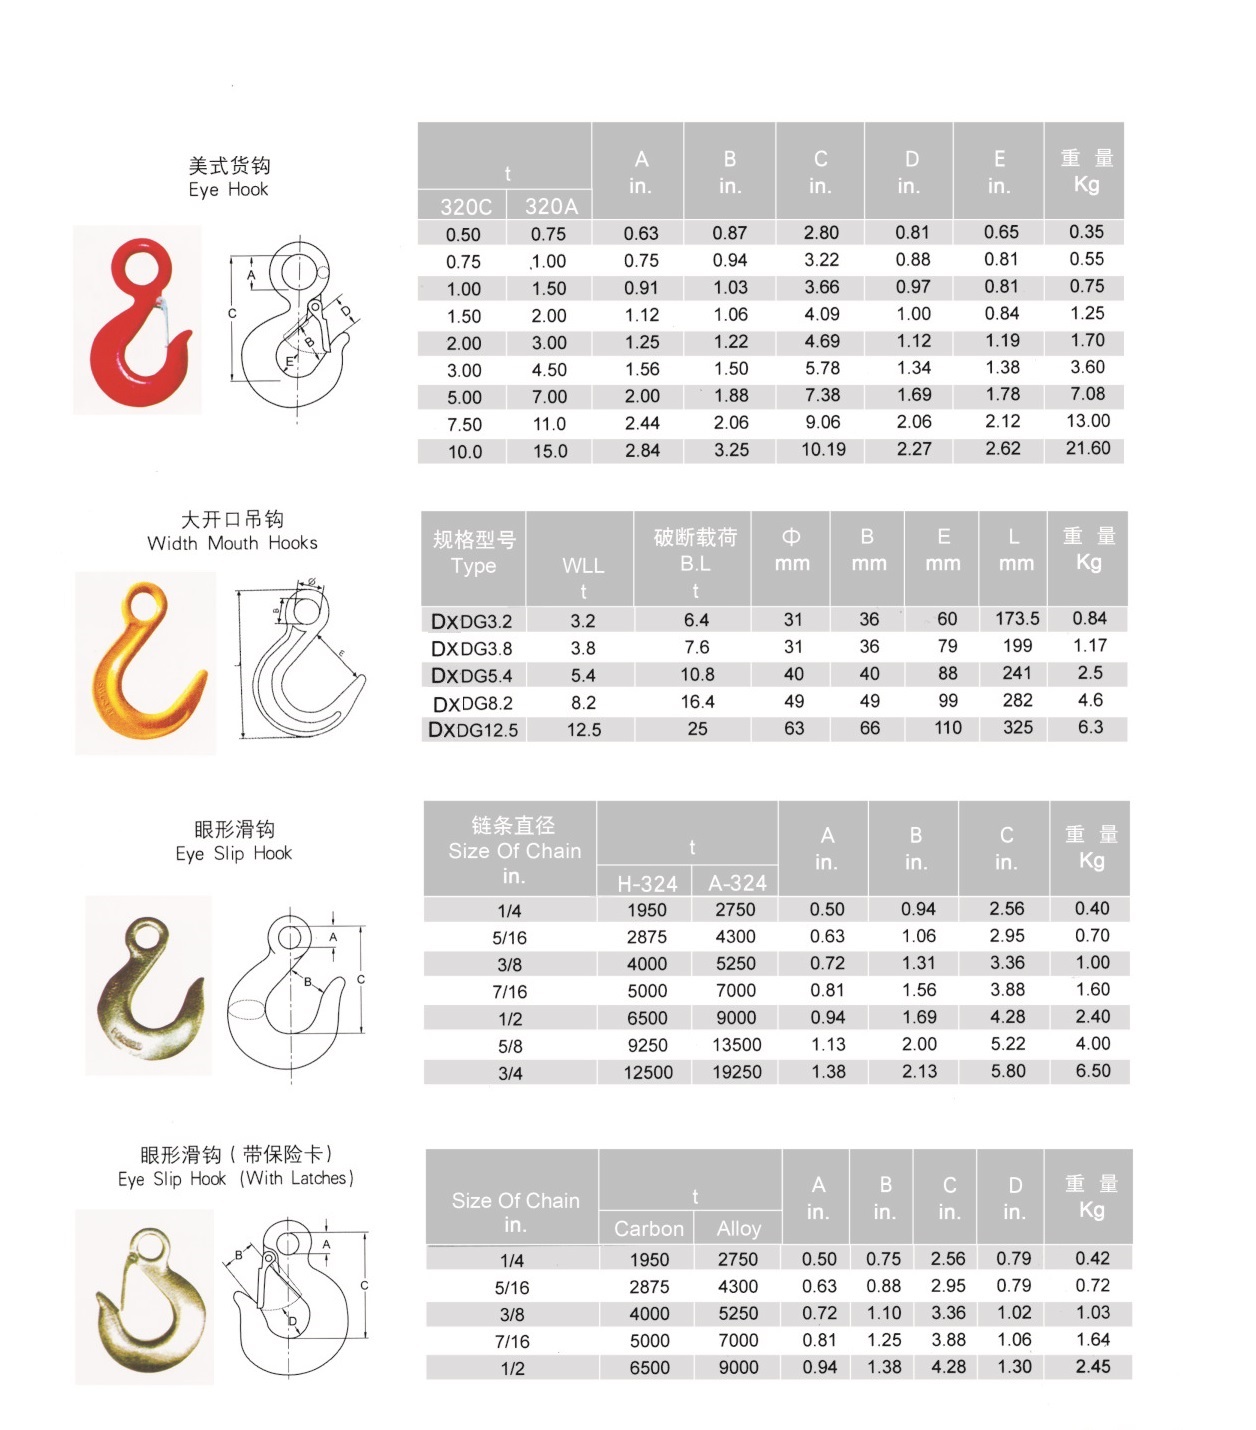 美式货钩
Eye Hook
A
C
D
B
E
t A in. B in. C in. D in. E in. 重 量 Kg
320C 320A
0.50 0.75 0.63 0.87 2.80 0.81 0.65 0.35
0.75 1.00 0.75 0.94 3.22 0.88 0.81 0.55
1.00 1.50 0.91 1.03 3.66 0.97 0.81 0.75
1.50 2.00 1.12 1.06 4.09 1.00 0.84 1.25
2.00 3.00 1.25 1.22 4.69 1.12 1.19 1.70
3.00 4.50 1.56 1.50 5.78 1.34 1.38 3.60
5.00 7.00 2.00 1.88 7.38 1.69 1.78 7.08
7.50 11.0 2.44 2.06 9.06 2.06 2.12 13.00
10.0 15.0 2.84 3.25 10.19 2.27 2.62 21.60
大开口吊钩
Width Mouth Hooks
Ø
B
E
L
规格型号 破断载荷 Φ B E L 重 量
Type WLL B.L mm mm mm mm Kg
t t
DXDG3.2 3.2 6.4 31 36 60 173.5 0.84
DXDG3.8 3.8 7.6 31 36 79 199 1.17
DXDG5.4 5.4 10.8 40 40 88 241 2.5
DXDG8.2 8.2 16.4 49 49 99 282 4.6
DXDG12.5 12.5 25 63 66 110 325 6.3
眼形滑钩
Eye Slip Hook
A
B
C
链条直径
Size Of Chain t A B C 重 量
in. in. in. in. Kg
H-324 A-324
1/4 1950 2750 0.50 0.94 2.56 0.40
5/16 2875 4300 0.63 1.06 2.95 0.70
3/8 4000 5250 0.72 1.31 3.36 1.00
7/16 5000 7000 0.81 1.56 3.88 1.60
1/2 6500 9000 0.94 1.69 4.28 2.40
5/8 9250 13500 1.13 2.00 5.22 4.00
3/4 12500 19250 1.38 2.13 5.80 6.50
眼形滑钩(带保险卡)
Eye Slip Hook (With Latches)
A
B
C
D
Size Of Chain t A B C D 重 量
in. in. in. in. in. Kg
Carbon Alloy
1/4 1950 2750 0.50 0.75 2.56 0.79 0.42
5/16 2875 4300 0.63 0.88 2.95 0.79 0.72
3/8 4000 5250 0.72 1.10 3.36 1.02 1.03
7/16 5000 7000 0.81 1.25 3.88 1.06 1.64
1/2 6500 9000 0.94 1.38 4.28 1.30 2.45